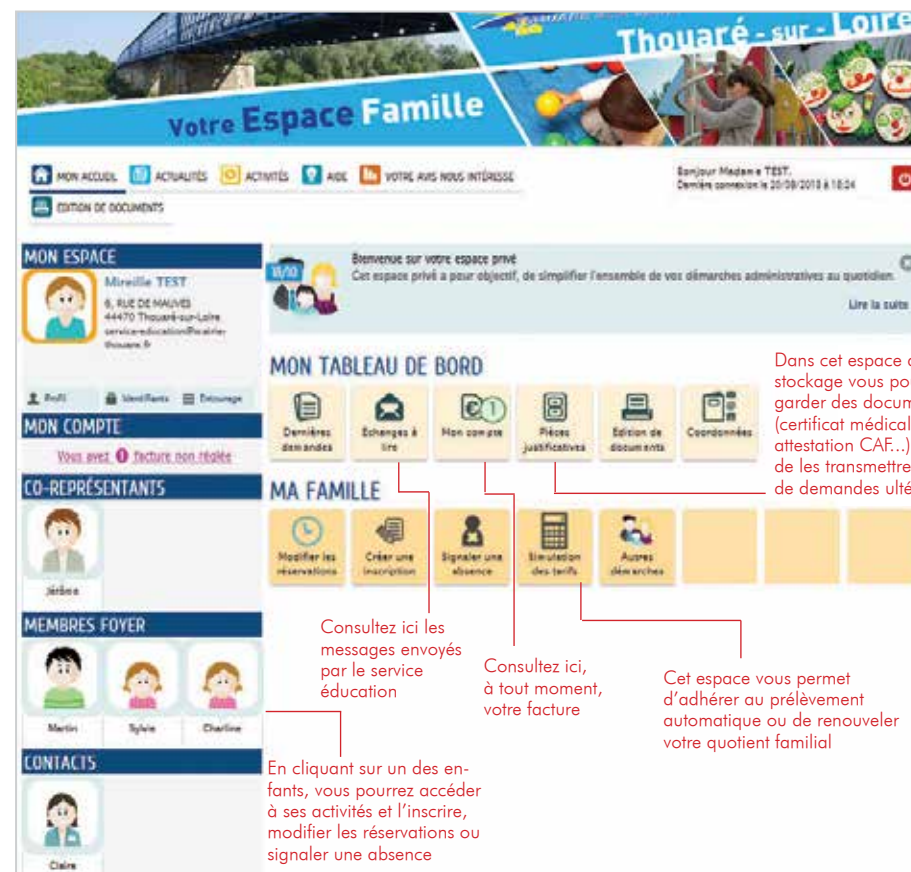 Thouaré - sur - Loire
Votre Espace Famille
MON ACCUEIL ACTUALITÉS ACTIVITÉS AIDE VOTRE AVIS NOUS INTÉRESSE
EDITION DE DOCUMENTS
Bonjour Madame TEST.
Dernière connexion le 20/08/2018 à 18:24
MON ESPACE
Mireille TEST
6, RUE DE MAUVES
44470 Thouaré-sur-Loire
service-education@mairie-
thouare.fr
Profil Identifiants Entourage
18/10
Bienvenue sur votre espace privé
Cet espace privé a pour objectif, de simplifier l'ensemble de vos démarches administratives au quotidien.
Lire la suite
MON COMPTE
Vous avez 1 facture non réglée
MON TABLEAU DE BORD
1
Dernières demandes
Echanges à lire
Mon compte
Pièces justificatives
Edition de documents
Coordonnées
Dans cet espace
stockage vous
garder des
(certificat médical
attestation CAF...)
de les transmettre
de demandes
CO-REPRÉSENTANTS
Jérôme
MA FAMILLE
Modifier les réservations
Créer une inscription
Signaler une absence
Simulation des tarifs
Autres démarches
MEMBRES FOYER
Martin Sylvie Charline
CONTACTS
Claire
Consultez ici les
messages envoyés
par le service
éducation
Consultez ici,
à tout moment,
votre facture
Cet espace vous permet
d'adhérer au prélèvement
automatique ou de renouveler
votre quotient familial
En cliquant sur un des en-
fants, vous pourrez accéder
à ses activités et l'inscrire,
modifier les réservations ou
signaler une absence